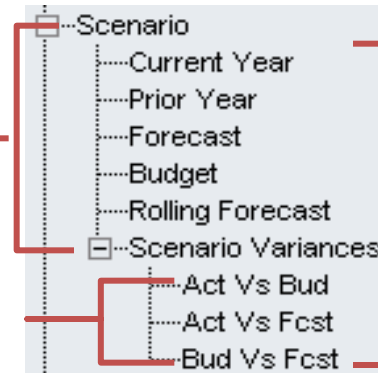 Scenario
Current Year
Prior Year
Forecast
Budget
Rolling Forecast
Scenario Variances
Act Vs Bud
Act Vs Fcst
Bud Vs Fcst